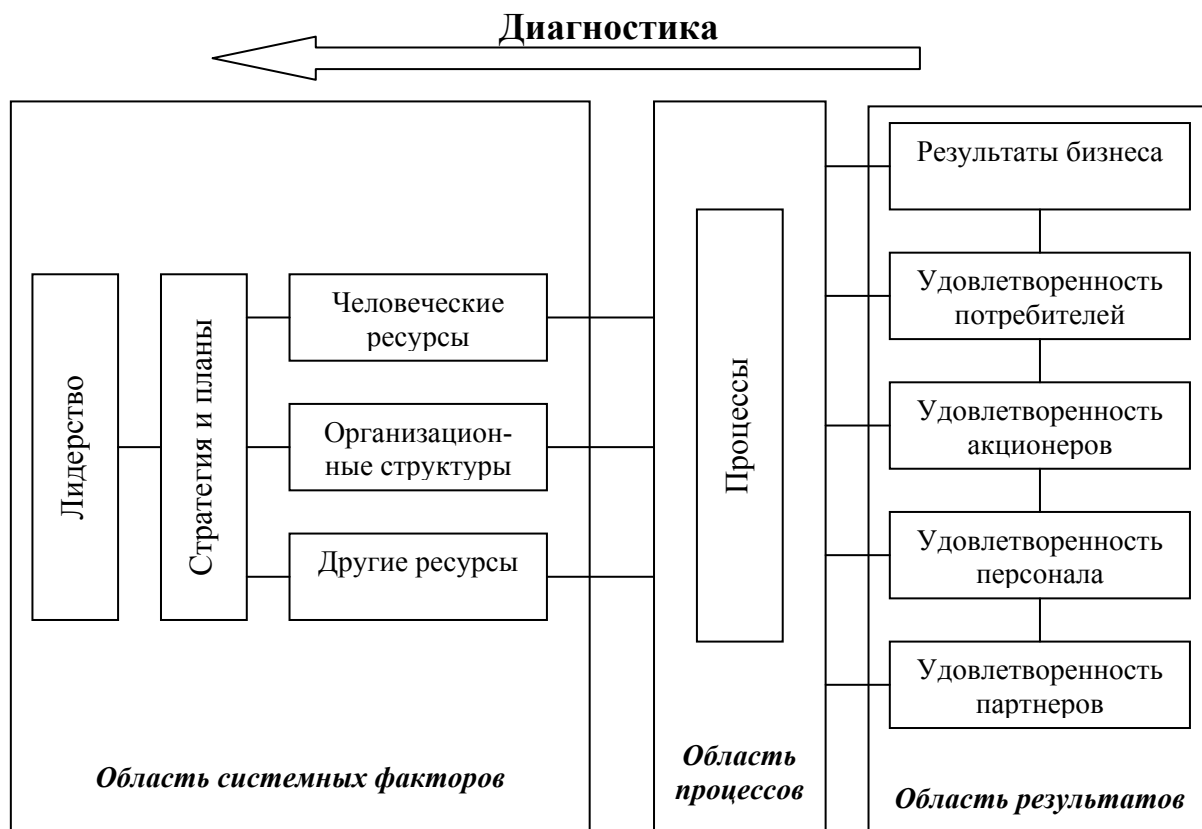 Диагностика
Лидерство
Стратегия и планы
Человеческие
ресурсы
Организацион-
ные структуры
Другие ресурсы
Область системных факторов
Процессы
Область
процессов
Результаты бизнеса
Удовлетворенность
потребителей
Удовлетворенность
акционеров
Удовлетворенность
персонала
Удовлетворенность
партнеров
Область результатов